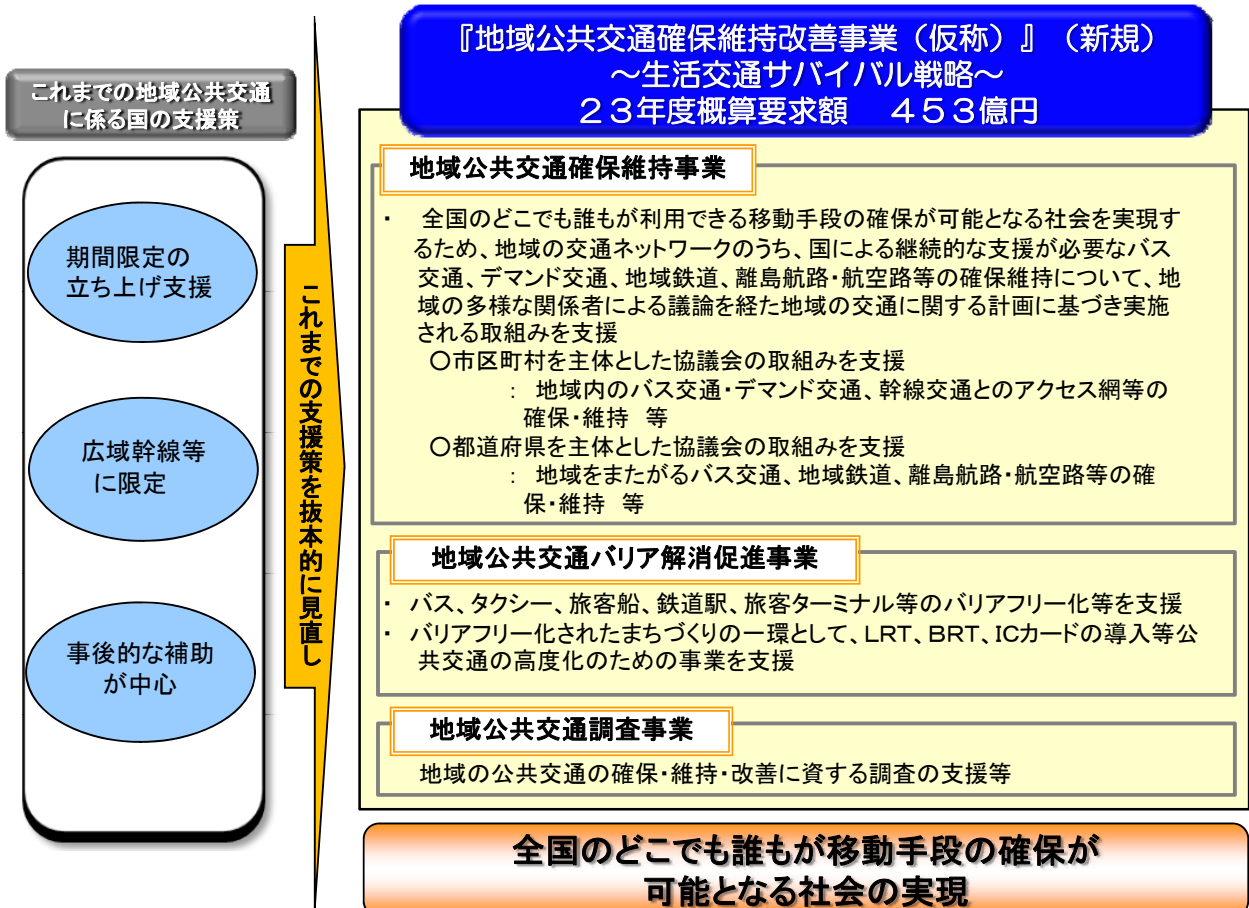 これまでの地域公共交通
に係る国の支援策
期間限定の
立ち上げ支援
広域幹線等
に限定
事後的な補助
が中心
これまでの支援策を抜本的に見直し
『地域公共交通確保維持改善事業（仮称）』（新規）
～生活交通サバイバル戦略～
２３年度概算要求額　４５３億円
地域公共交通確保維持事業
・　全国のどこでも誰もが利用できる移動手段の確保が可能となる社会を実現す
るため、地域の交通ネットワークのうち、国による継続的な支援が必要なバス
交通、デマンド交通、地域鉄道、離島航路・航空路等の確保維持について、地
域の多様な関係者による議論を経た地域の交通に関する計画に基づき実施
される取組みを支援
○市区町村を主体とした協議会の取組みを支援
：　地域内のバス交通・デマンド交通、幹線交通とのアクセス網等の
確保・維持　等
○都道府県を主体とした協議会の取組みを支援
：　地域をまたがるバス交通、地域鉄道、離島航路・航空路等の確
保・維持　等
地域公共交通バリア解消促進事業
・　バス、タクシー、旅客船、鉄道駅、旅客ターミナル等のバリアフリー化等を支援
・　バリアフリー化されたまちづくりの一環として、LRT、BRT、ICカードの導入等公
共交通の高度化のための事業を支援
地域公共交通調査事業
地域の公共交通の確保・維持・改善に資する調査の支援等
全国のどこでも誰もが移動手段の確保が
可能となる社会の実現